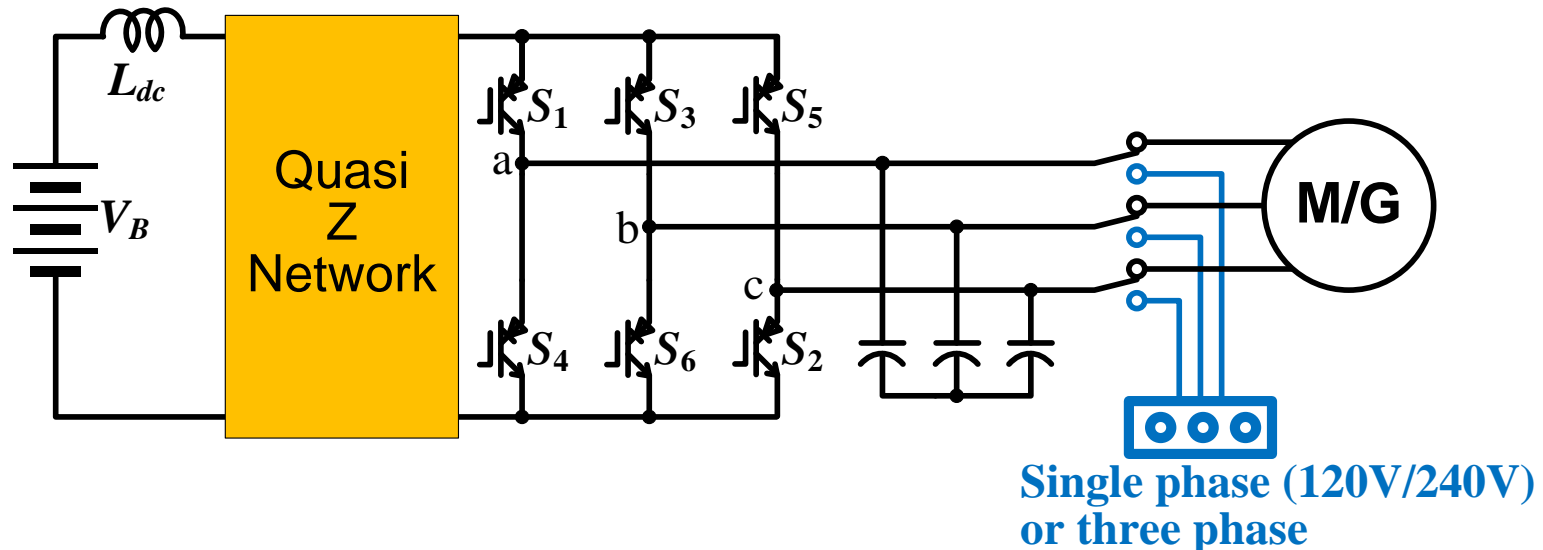 L_dc
V_B
Quasi
Z
Network
S_1
S_3
S_5
a
b
c
S_4
S_6
S_2
M/G
Single phase (120V/240V)
or three phase